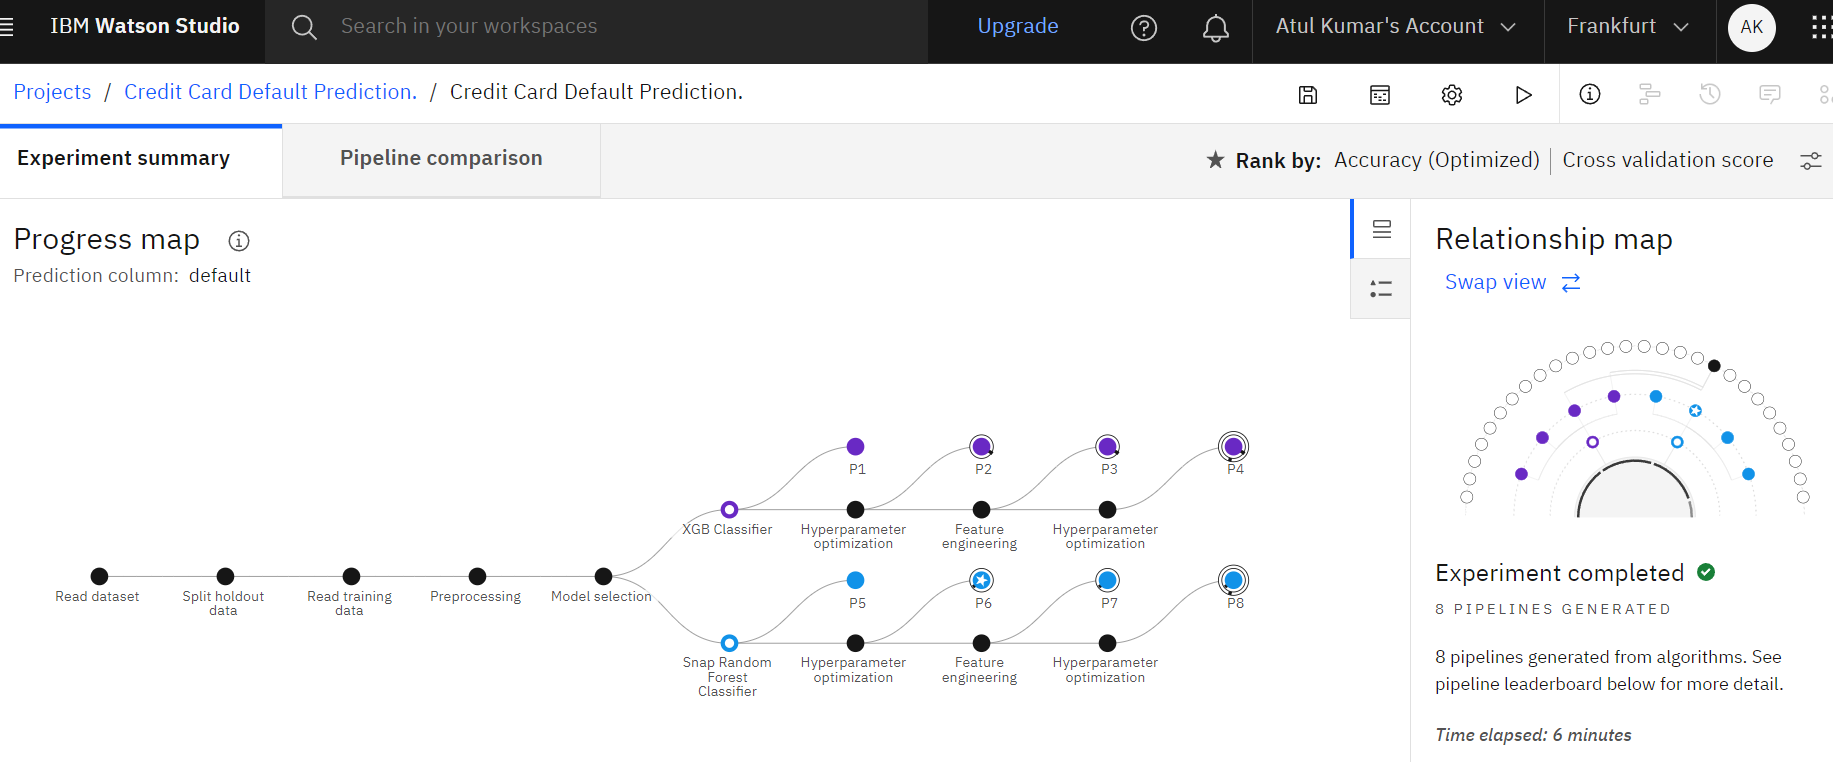 IBM Watson Studio
Search in your workspaces
Upgrade
Atul Kumar's Account
Frankfurt
AK
Projects / Credit Card Default Prediction. / Credit Card Default Prediction.
Experiment summary
Pipeline comparison
Rank by: Accuracy (Optimized) | Cross validation score
Progress map
Prediction column: default
Relationship map
Swap view
P1
P2
P3
P4
XGB Classifier
Hyperparameter
optimization
Feature
engineering
Hyperparameter
optimization
Read dataset
Split holdout
data
Read training
data
Preprocessing
Model selection
P5
P6
P7
P8
Snap Random
Forest
Classifier
Hyperparameter
optimization
Feature
engineering
Hyperparameter
optimization
Experiment completed
8 PIPELINES GENERATED
8 pipelines generated from algorithms. See
pipeline leaderboard below for more detail.
Time elapsed: 6 minutes